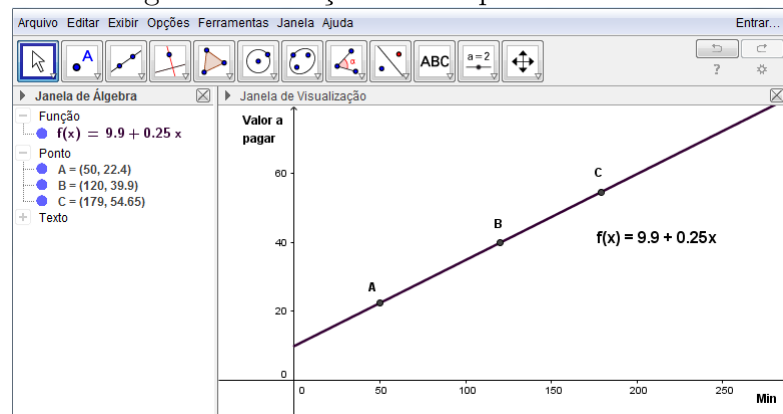 Arquivo Editar Exibir Opções Ferramentas Janela Ajuda Entrar...
A ABC a=2 ?
Janela de Álgebra
Função
f(x) = 9.9 + 0.25 x
Ponto
A = (50, 22.4)
B = (120, 39.9)
C = (179, 54.65)
Texto
Janela de Visualização
Valor a
pagar
60
40
20
0
0 50 100 150 200 250
Min
A
B
C
f(x) = 9.9 + 0.25x